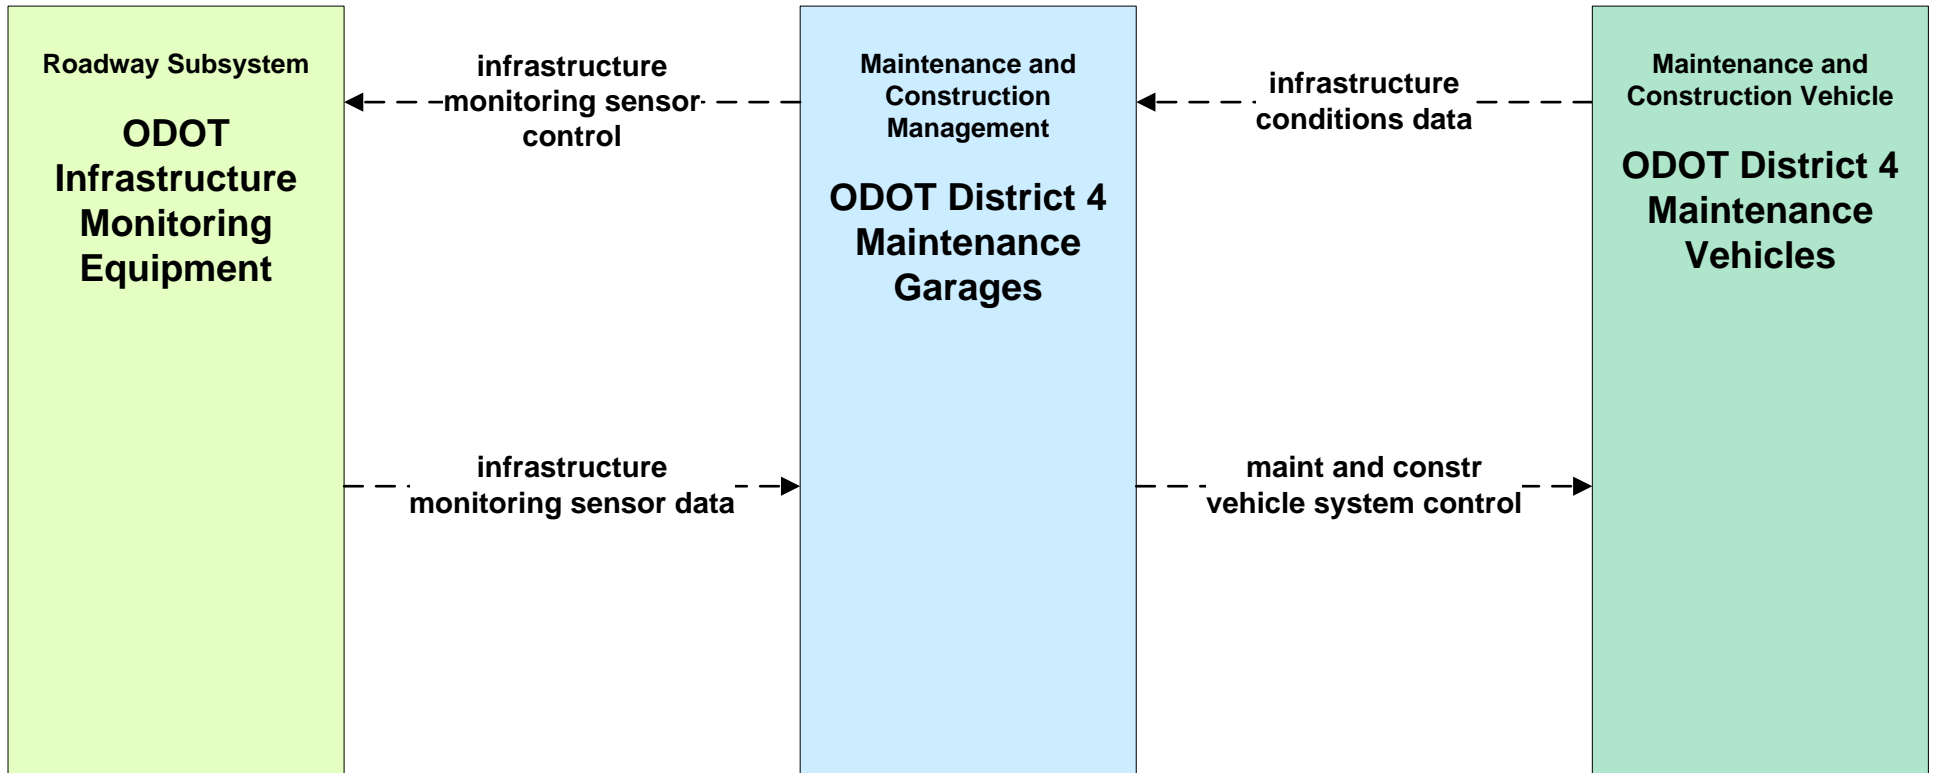 Roadway Subsystem
ODOT
Infrastructure
Monitoring
Equipment
infrastructure
monitoring sensor
control
infrastructure
monitoring sensor data
Maintenance and
Construction
Management
ODOT District 4
Maintenance
Garages
infrastructure
conditions data
maint and constr
vehicle system control
Maintenance and
Construction Vehicle
ODOT District 4
Maintenance
Vehicles